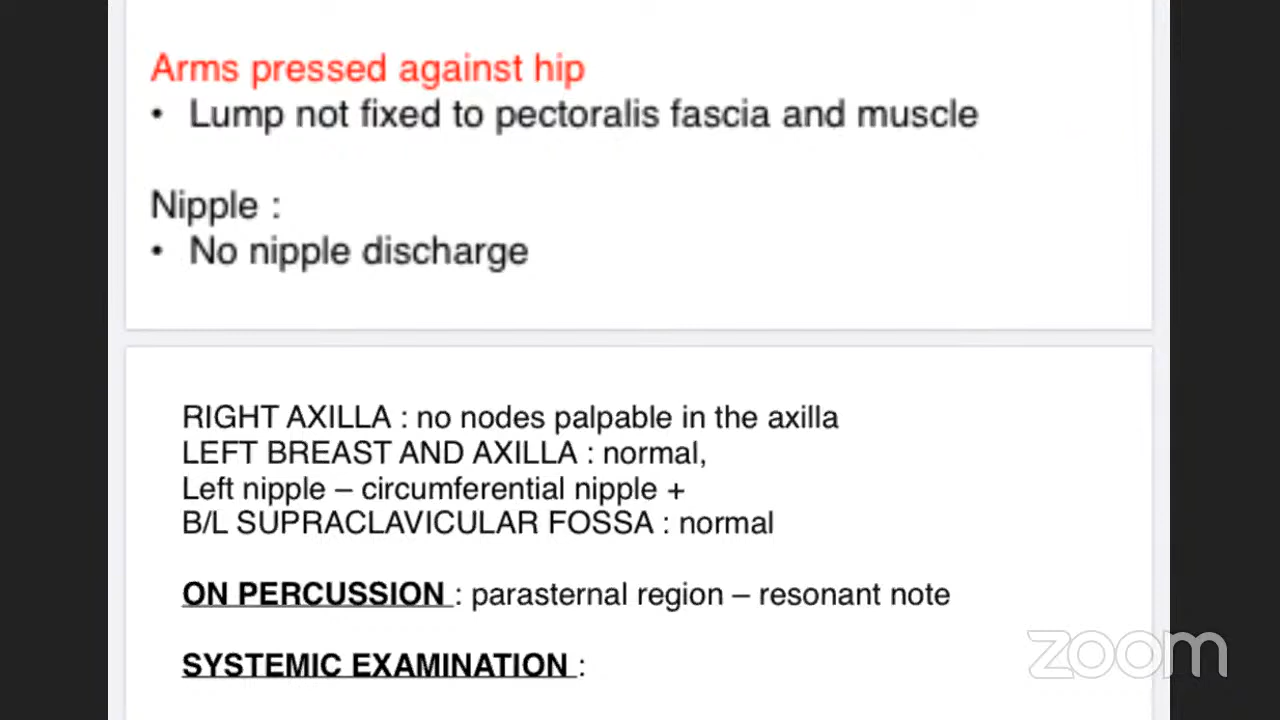 Arms pressed against hip
• Lump not fixed to pectoralis fascia and muscle
Nipple :
• No nipple discharge
RIGHT AXILLA : no nodes palpable in the axilla
LEFT BREAST AND AXILLA : normal,
Left nipple – circumferential nipple +
B/L SUPRACLAVICULAR FOSSA : normal
ON PERCUSSION : parasternal region – resonant note
SYSTEMIC EXAMINATION :
zoom